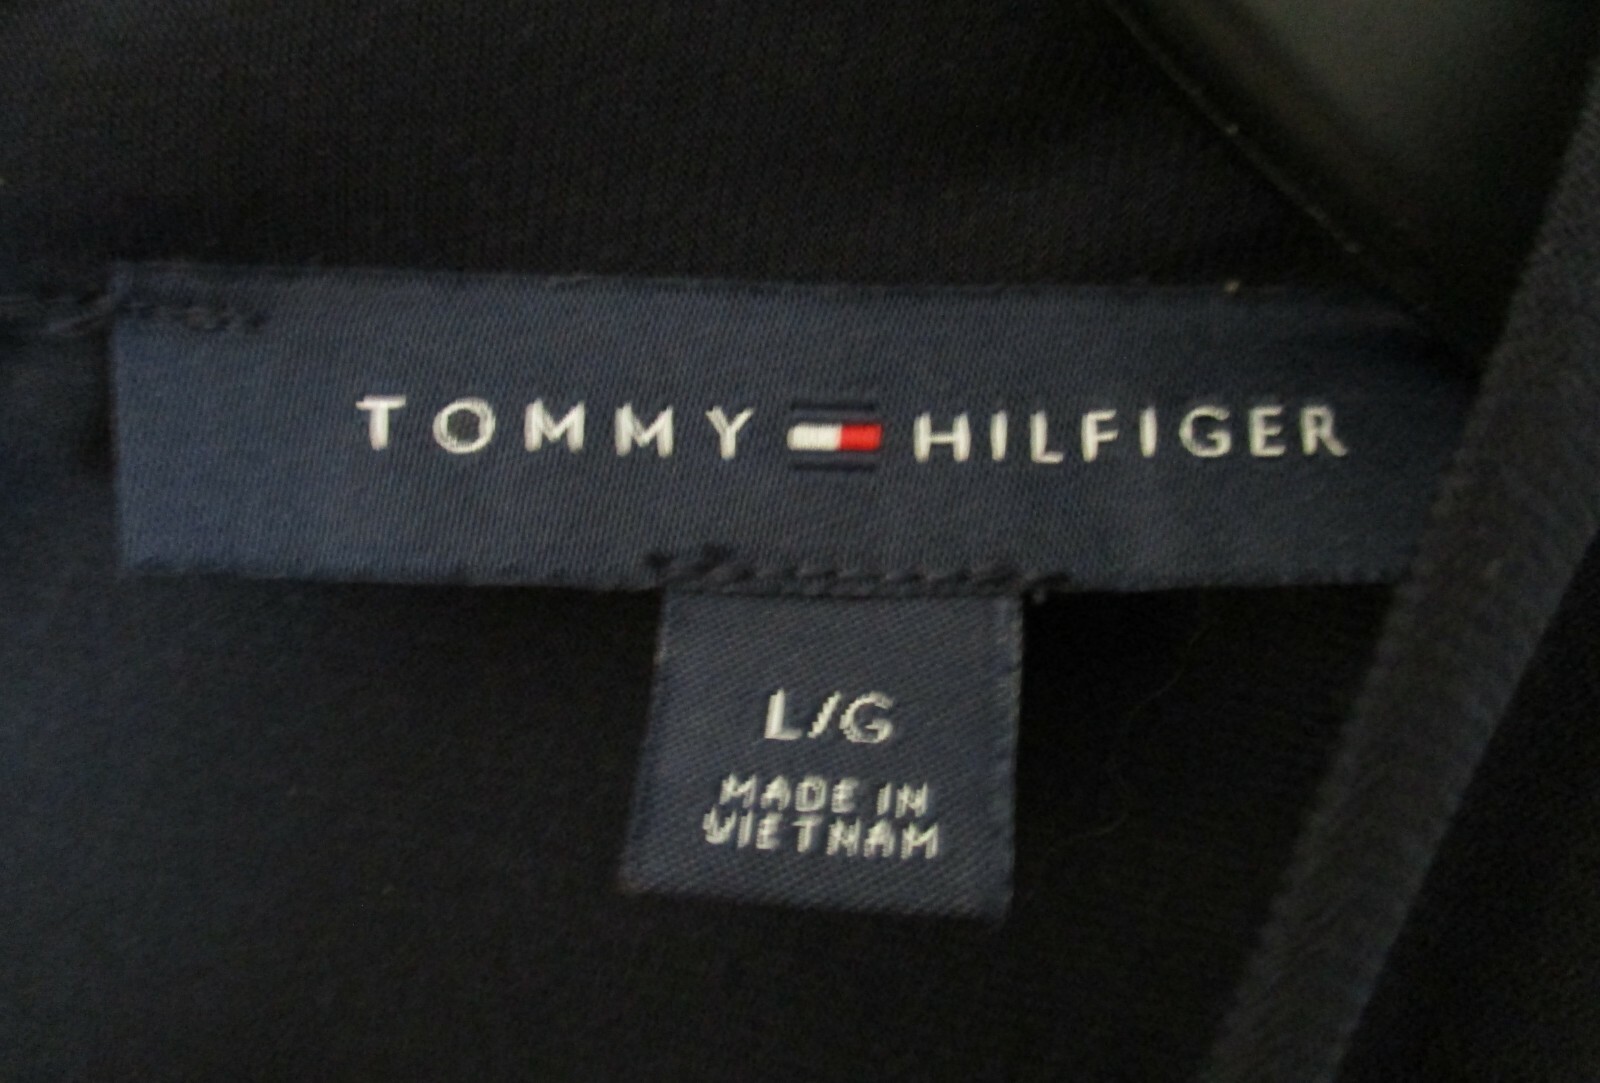 TOMMY HILFIGER
L/G
MADE IN
VIETNAM